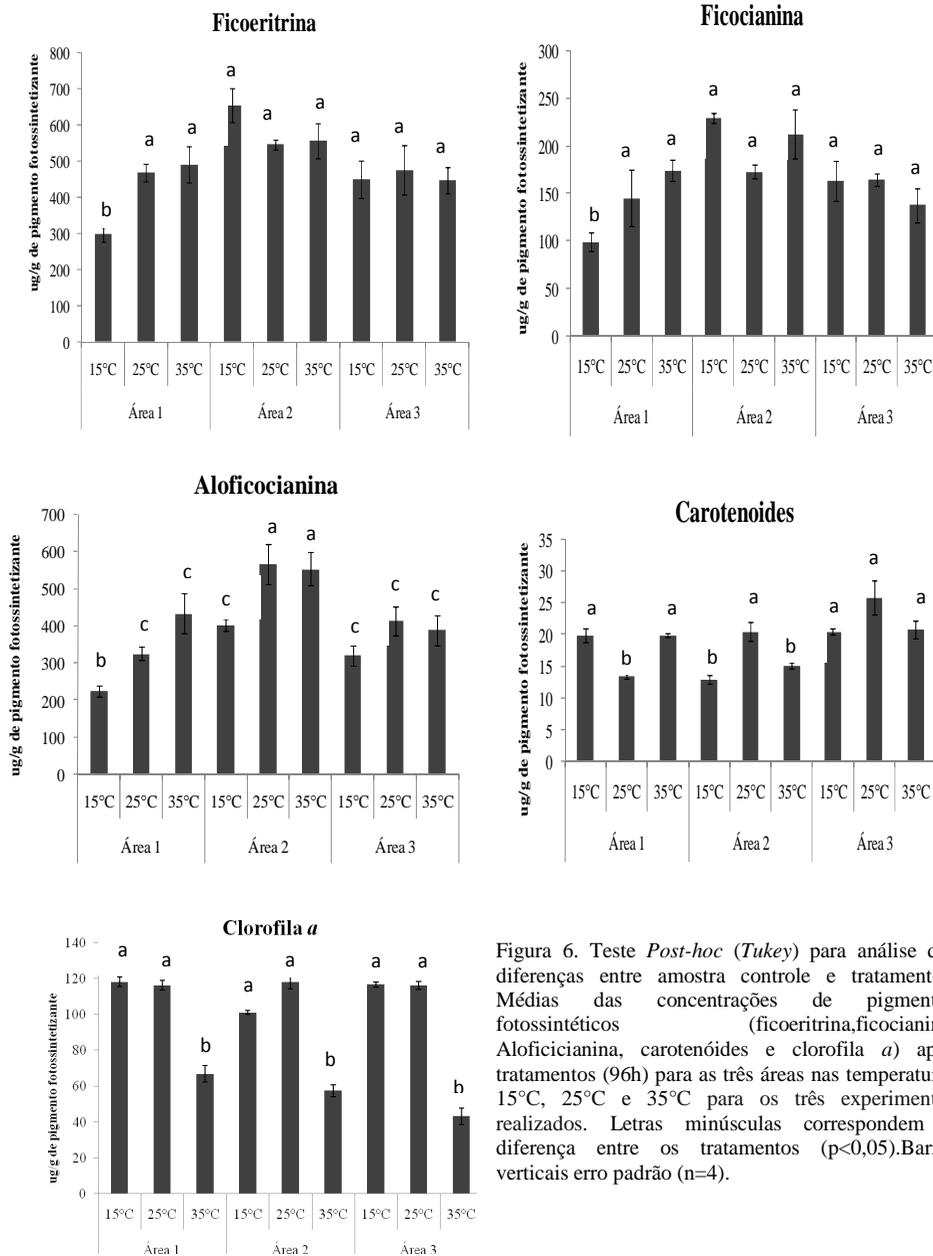 Ficoeritrina
ug/g de pigmento fotossintetizante
800
700
600
500
400
300
200
100
0
a
a
a
a
a
a
a
a
b
15°C 25°C 35°C 15°C 25°C 35°C 15°C 25°C 35°C
Área 1 Área 2 Área 3
Ficocianina
ug/g de pigmento fotossintetizante
300
250
200
150
100
50
0
b
a
a
a
a
a
a
a
a
15°C 25°C 35°C 15°C 25°C 35°C 15°C 25°C 35°C
Área 1 Área 2 Área 3
Aloficocianina
ug/g de pigmento fotossintetizante
700
600
500
400
300
200
100
0
b
c
c
c
a
a
c
c
c
15°C 25°C 35°C 15°C 25°C 35°C 15°C 25°C 35°C
Área 1 Área 2 Área 3
Carotenoides
ug/g de pigmento fotossintetizante
35
30
25
20
15
10
5
0
a
b
a
b
a
b
a
a
a
15°C 25°C 35°C 15°C 25°C 35°C 15°C 25°C 35°C
Área 1 Área 2 Área 3
Clorofila a
ug/g de pigmento fotossintetizante
140
120
100
80
60
40
20
0
a
a
b
a
a
b
a
a
b
15°C 25°C 35°C 15°C 25°C 35°C 15°C 25°C 35°C
Área 1 Área 2 Área 3
Figura 6. Teste Post-hoc (Tukey) para análise d
diferenças entre amostra controle e tratament
Médias das concentrações de pigment
fotossintéticos (ficoeritrina,ficocianin
Aloficicianina, carotenóides e clorofila a) ap
tratamentos (96h) para as três áreas nas temperatu
15°C, 25°C e 35°C para os três experiment
realizados. Letras minúsculas correspondem
diferença entre os tratamentos (p<0,05).Bar
verticais erro padrão (n=4).